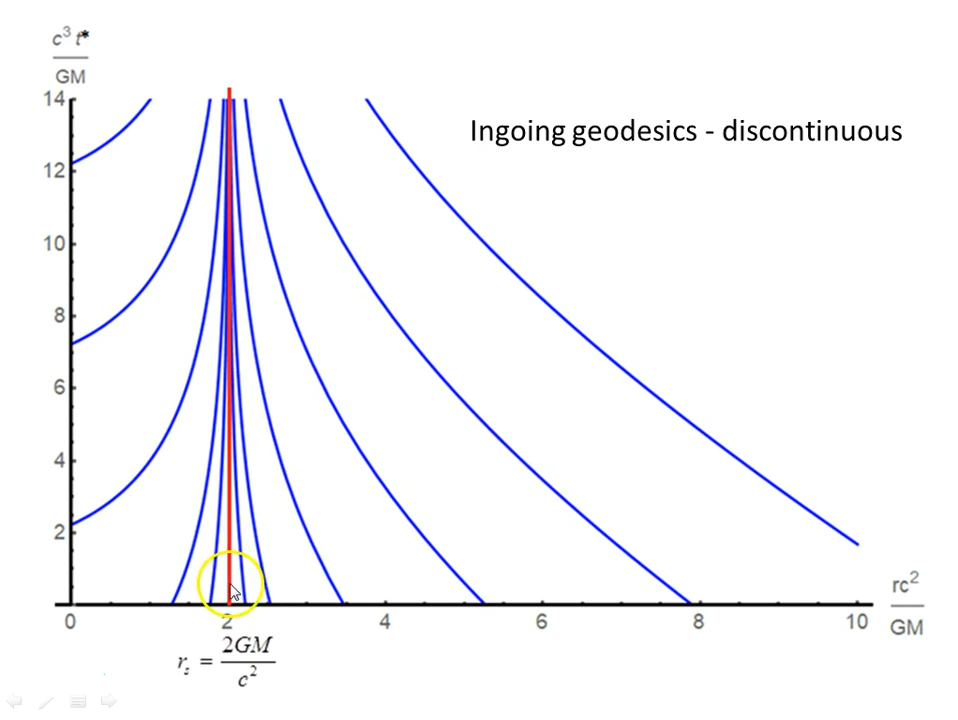 c³ t*
GM
14
Ingoing geodesics - discontinuous
12
10
8
6
4
2
rc²
GM
0 2 4 6 8 10
rₛ = 2GM
c²